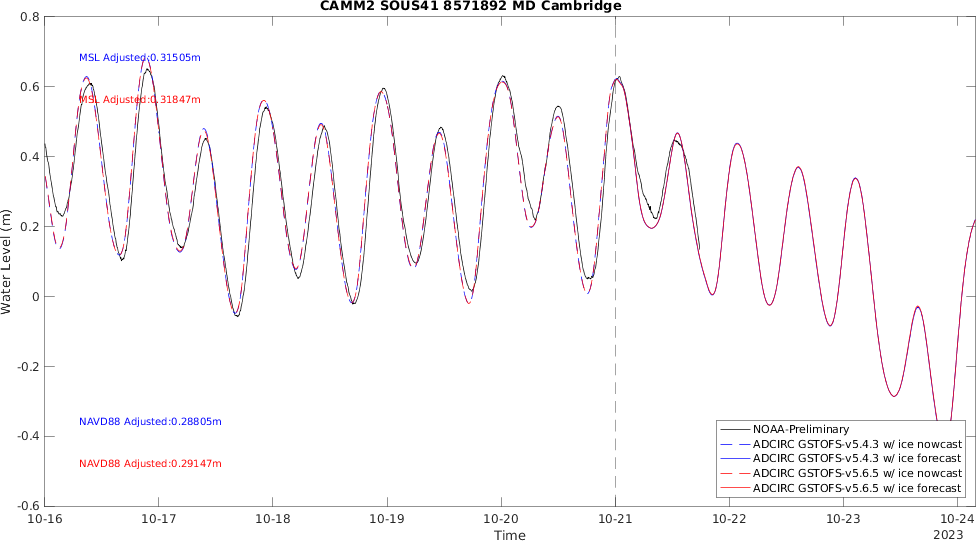 CAMM2 SOUS41 8571892 MD Cambridge
0.8
0.6
0.4
0.2
0
-0.2
-0.4
-0.6
Water Level (m)
MSL Adjusted:0.31505m
MSL Adjusted:0.31847m
NAVD88 Adjusted:0.28805m
NAVD88 Adjusted:0.29147m
NOAA-Preliminary
ADCIRC GSTOFS-v5.4.3 w/ ice nowcast
ADCIRC GSTOFS-v5.4.3 w/ ice forecast
ADCIRC GSTOFS-v5.6.5 w/ ice nowcast
ADCIRC GSTOFS-v5.6.5 w/ ice forecast
10-16 10-17 10-18 10-19 10-20 10-21 10-22 10-23 10-24
Time
2023